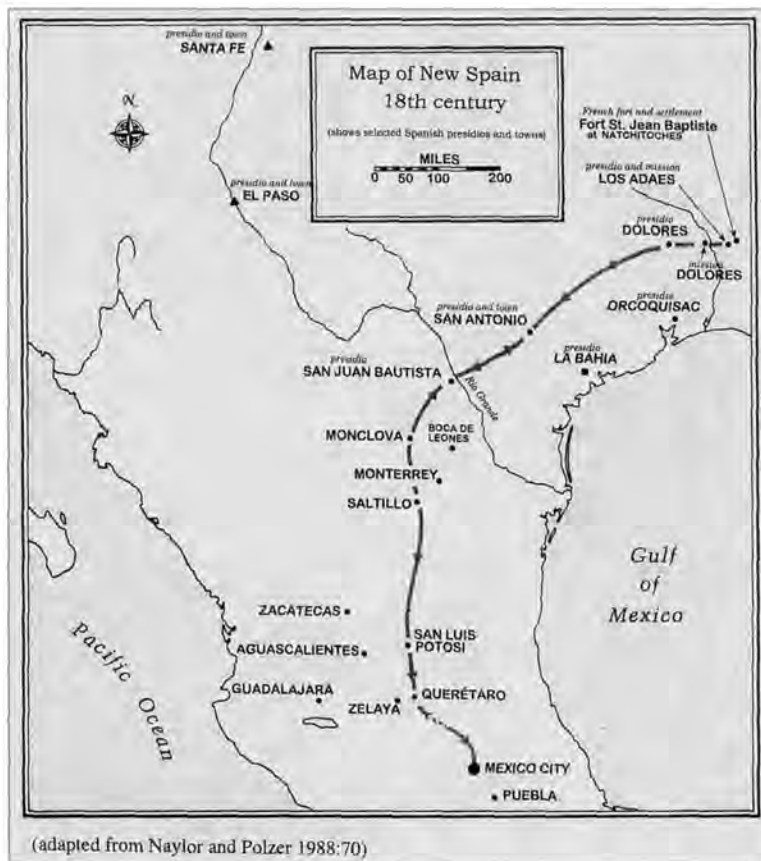 presidio and town
SANTA FE
N
Map of New Spain
18th century
(shows selected Spanish presidios and towns)
MILES
0 50 100 200
French fort and settlement
Fort St. Jean Baptiste
at NATCHITOCHES
presidio and mission
LOS ADAES
presidio and town
EL PASO
presidio
DOLORES
mission
DOLORES
presidio
ORCOQUISAC
presidio and town
SAN ANTONIO
presidio
LA BAHIA
presidio
SAN JUAN BAUTISTA
Rio Grande
BOCA DE
LEONES
MONCLOVA
MONTERREY
SALTILLO
Gulf
of
Mexico
ZACATECAS
SAN LUIS
POTOSI
AGUASCALIENTES
Pacific Ocean
GUADALAJARA
ZELAYA
QUERÉTARO
MEXICO CITY
PUEBLA
(adapted from Naylor and Polzer 1988:70)